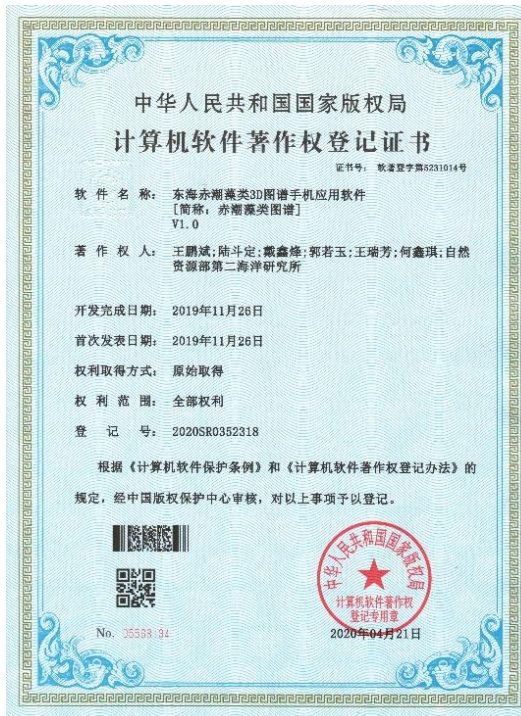 中华人民共和国国家版权局
计算机软件著作权登记证书
证书号： 软著登字第5231014号
软件名称： 东海赤潮藻类3D图谱手机应用软件
[简称：赤潮藻类图谱]
V1.0
著作权人： 王鹏斌;陆斗定;戴鑫烽;郭若玉;王瑞芳;何鑫琪;自然
资源部第二海洋研究所
开发完成日期： 2019年11月26日
首次发表日期： 2019年11月26日
权利取得方式： 原始取得
权利范围： 全部权利
登记号： 2020SR0352318
根据《计算机软件保护条例》和《计算机软件著作权登记办法》的
规定，经中国版权保护中心审核，对以上事项予以登记。
中华人民共和国国家版权局
计算机软件著作权
登记专用章
No.
2020年04月21日